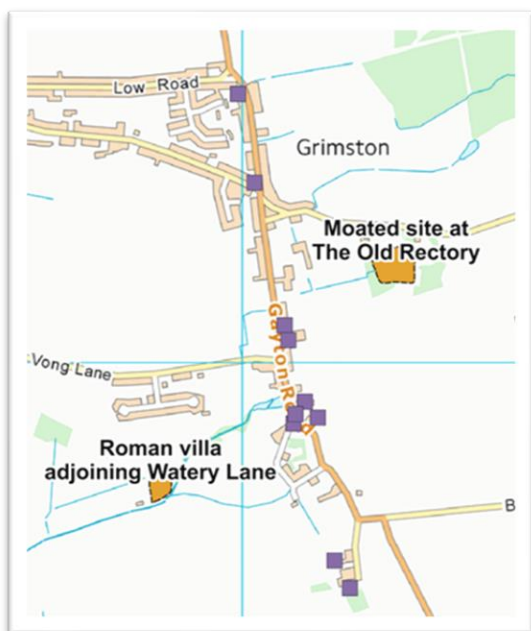 Low Road
Grimston
Moated site at
The Old Rectory
Gayton Road
Vong Lane
Roman villa
adjoining Watery Lane
B